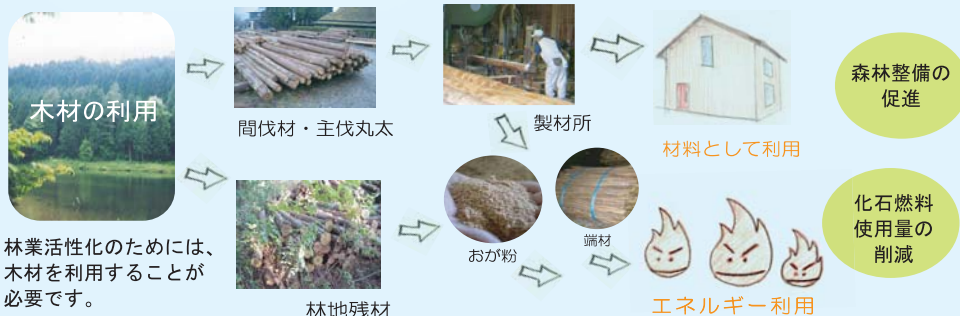 木材の利用
林業活性化のためには、
木材を利用することが
必要です。
間伐材・主伐丸太
林地残材
製材所
おが粉
端材
材料として利用
エネルギー利用
森林整備の
促進
化石燃料
使用量の
削減